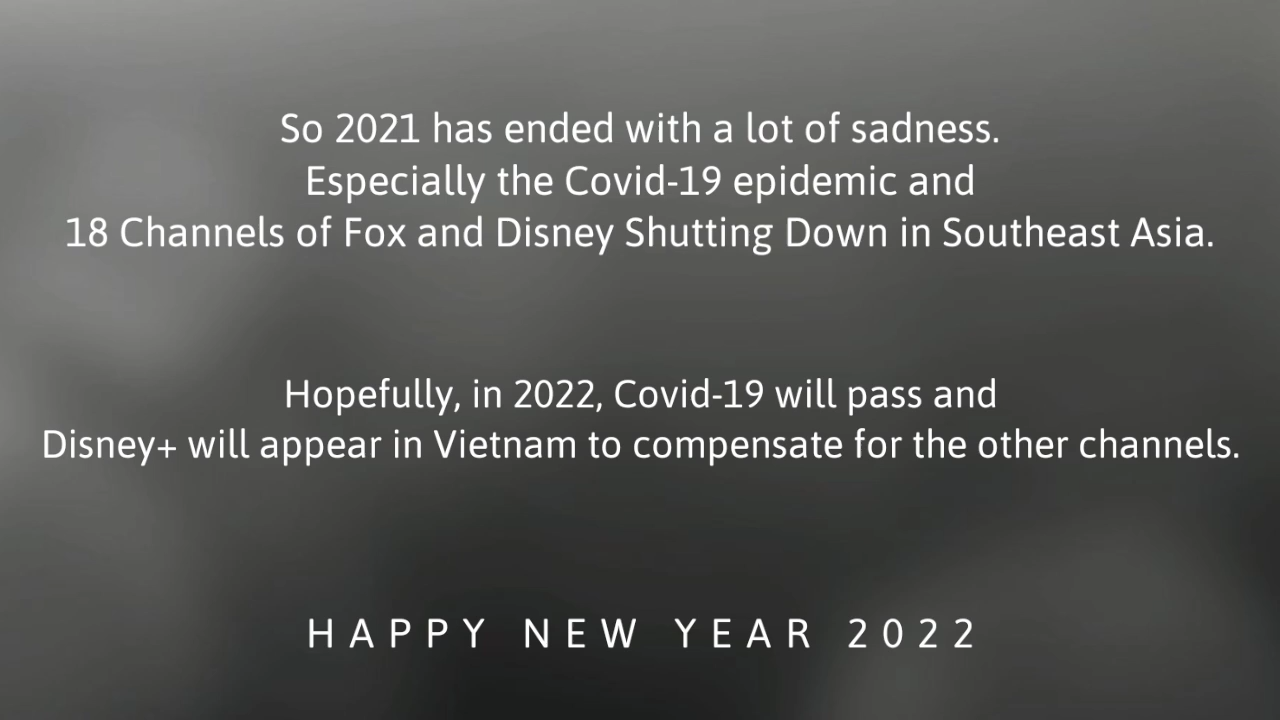 So 2021 has ended with a lot of sadness.
Especially the Covid-19 epidemic and
18 Channels of Fox and Disney Shutting Down in Southeast Asia.
Hopefully, in 2022, Covid-19 will pass and
Disney+ will appear in Vietnam to compensate for the other channels.
HAPPY NEW YEAR 2022